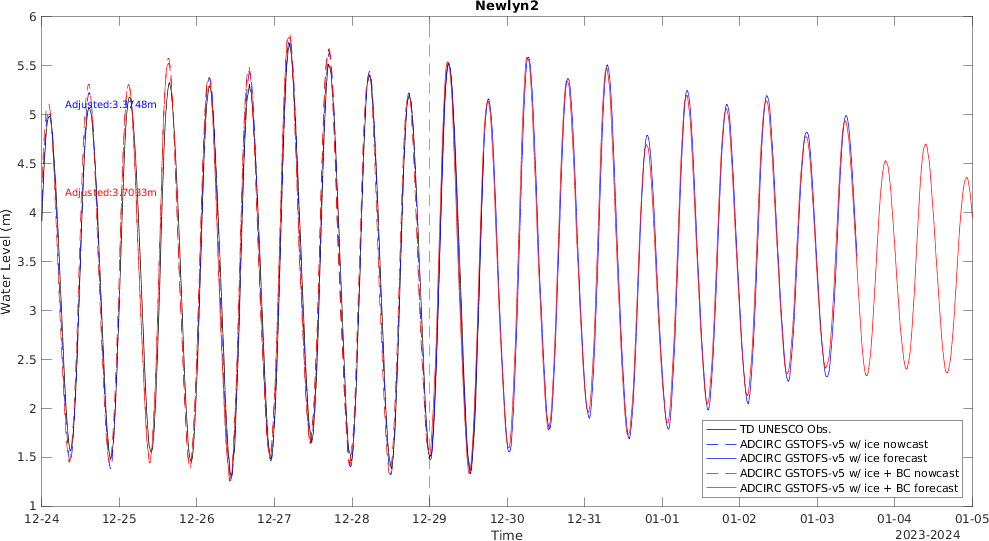 Newlyn2
6
5.5
5
4.5
4
3.5
3
2.5
2
1.5
1
Water Level (m)
Adjusted:3.3748m
Adjusted:3.7033m
TD UNESCO Obs.
ADCIRC GSTOFS-v5 w/ ice nowcast
ADCIRC GSTOFS-v5 w/ ice forecast
ADCIRC GSTOFS-v5 w/ ice + BC nowcast
ADCIRC GSTOFS-v5 w/ ice + BC forecast
12-24 12-25 12-26 12-27 12-28 12-29 12-30 12-31 01-01 01-02 01-03 01-04 01-05
Time
2023-2024